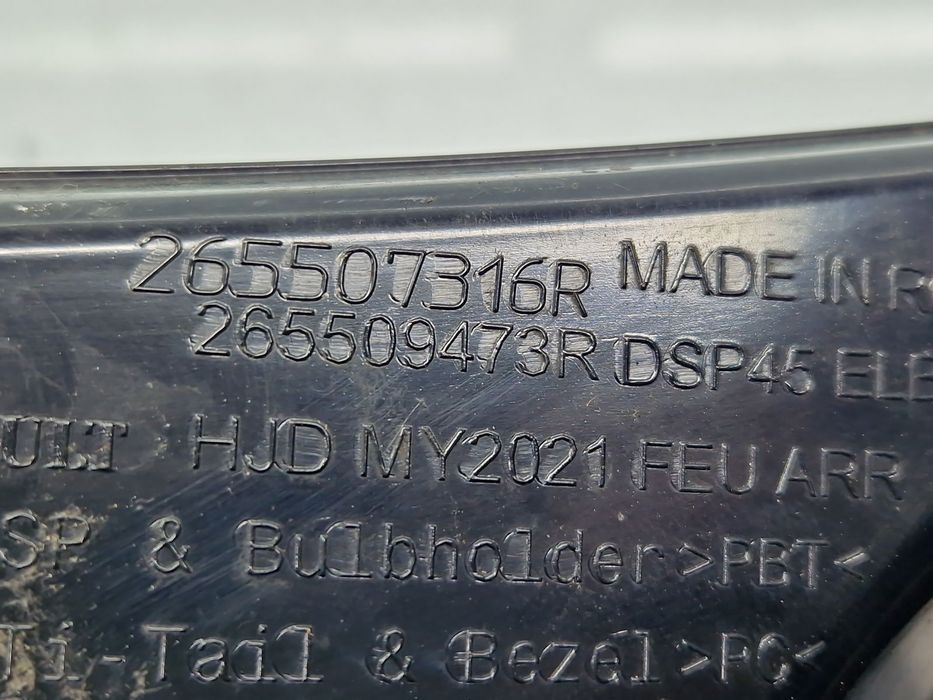 265507316R MADE IN
265509473R DSP45
HJD MY2021 FEU ARR
& Bulbholder >PBT<
Tail & Bezel >PC<